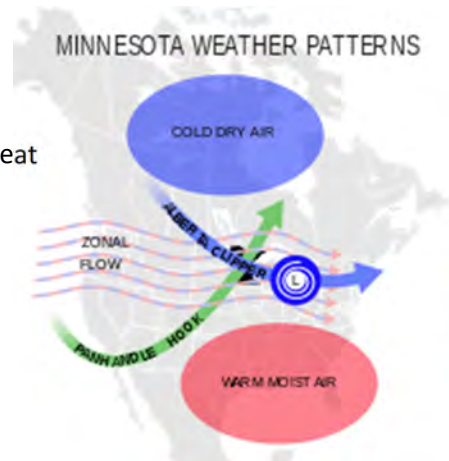 MINNESOTA WEATHER PATTERNS
COLD DRY AIR
eat
ALBERTA CLIPPER
ZONAL
FLOW
L
PANHANDLE HOOK
WARM MOIST AIR